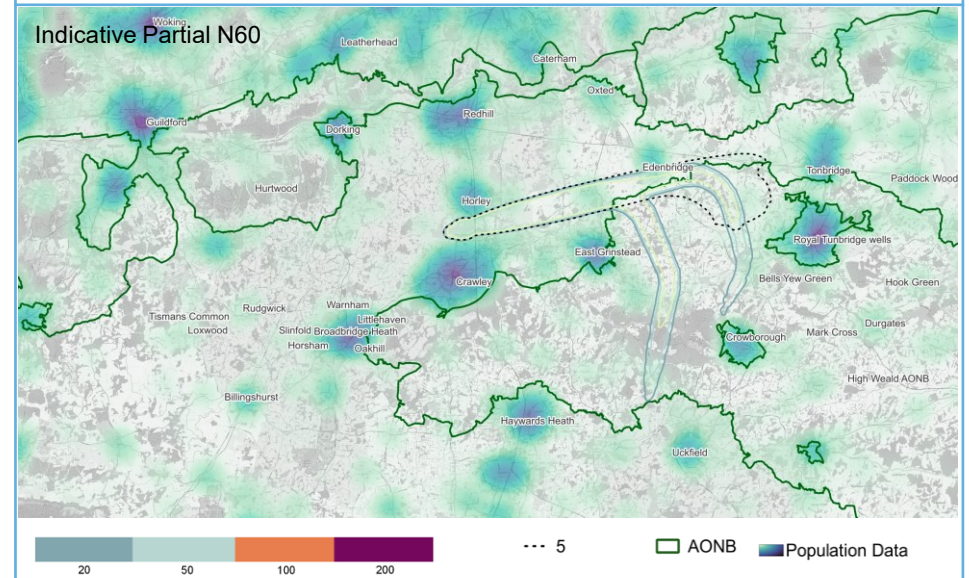 Indicative Partial N60
Woking
Leatherhead
Caterham
Oxted
Guildford
Redhill
Dorking
Edenbridge
Tonbridge
Paddock Wood
Hurtwood
Horley
Royal Tunbridge wells
East Grinstead
Crawley
Bells Yew Green
Hook Green
Rudgwick
Warnham
Tismans Common
Littlehaven
Loxwood
Slinfold
Broadbridge Heath
Durgates
Mark Cross
Crowborough
Horsham
Oakhill
High Weald AONB
Billingshurst
Haywards Heath
Uckfield
20 50 100 200
5
AONB
Population Data